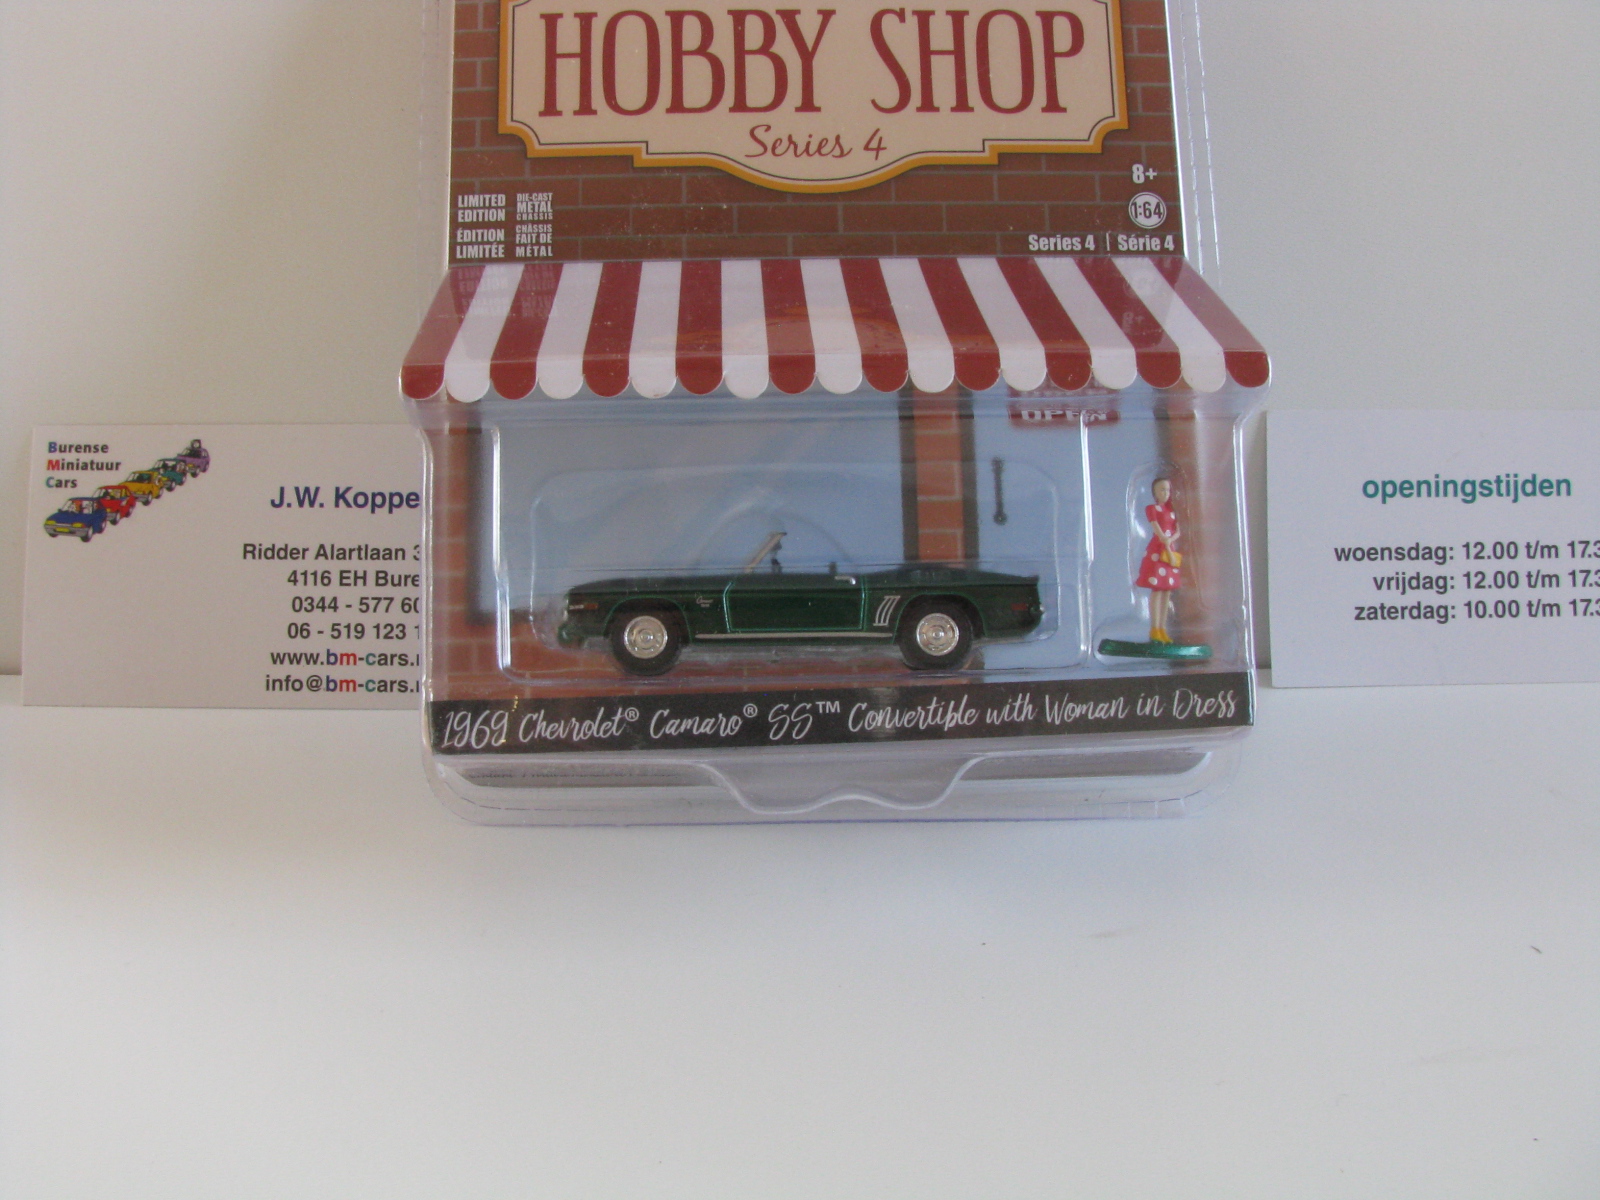 HOBBY SHOP
Series 4
8+
1:64
LIMITED EDITION
DIE-CAST METAL CHASSIS
ÉDITION LIMITÉE
CHÂSSIS FAIT DE MÉTAL
Series 4 | Série 4
OPEN
1969 Chevrolet® Camaro® SS™ Convertible with Woman in Dress
Burense
Miniatuur
Cars
J.W. Koppe
Ridder Alartlaan
4116 EH Bure
0344 - 577 60
06 - 519 123
www.bm-cars.
info@bm-cars.
openingstijden
woensdag: 12.00 t/m 17.3
vrijdag: 12.00 t/m 17.3
zaterdag: 10.00 t/m 17.3